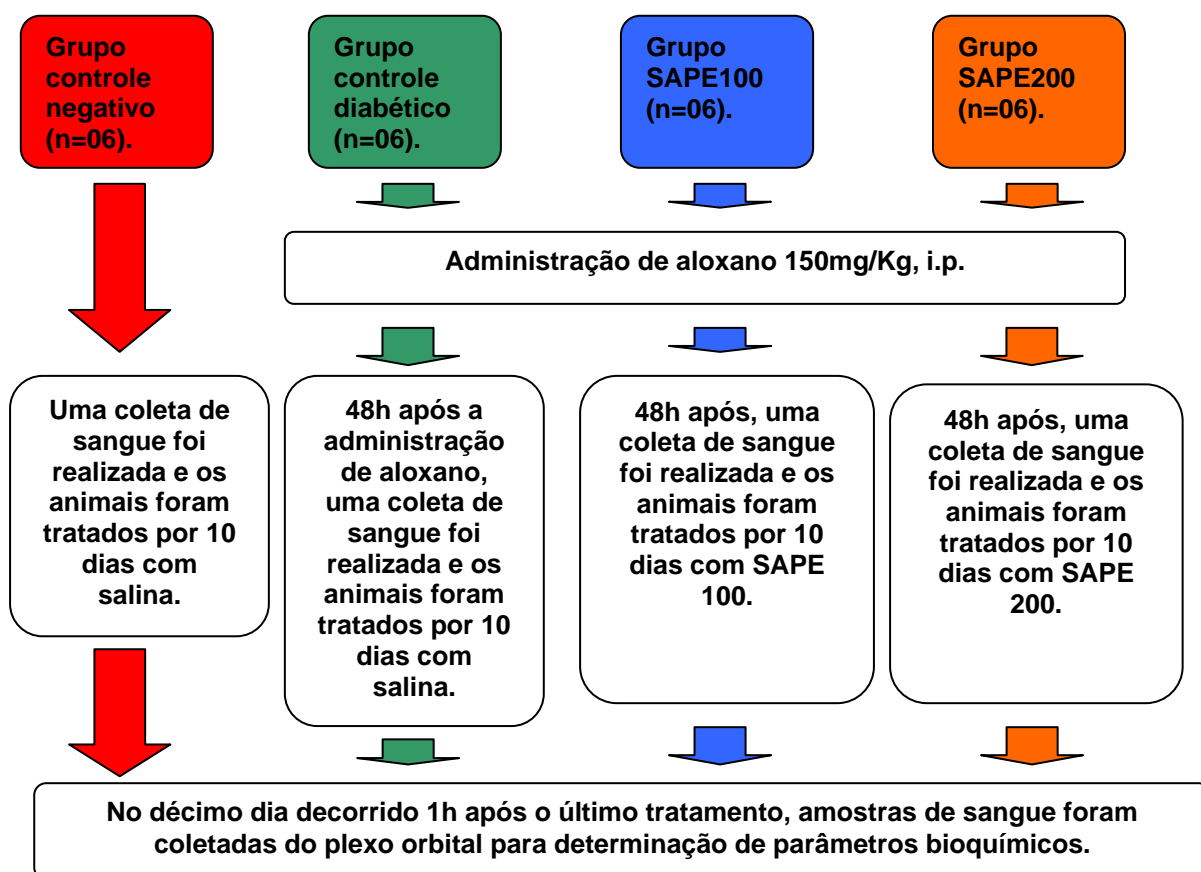 Grupo
controle
negativo
(n=06).
Grupo
controle
diabético
(n=06).
Grupo
SAPE100
(n=06).
Grupo
SAPE200
(n=06).
Administração de aloxano 150mg/Kg, i.p.
Uma coleta de
sangue foi
realizada e os
animais foram
tratados por 10
dias com
salina.
48h após a
administração
de aloxano,
uma coleta de
sangue foi
realizada e os
animais foram
tratados por 10
dias com
salina.
48h após, uma
coleta de sangue
foi realizada e os
animais foram
tratados por 10
dias com SAPE
100.
48h após, uma
coleta de sangue
foi realizada e os
animais foram
tratados por 10
dias com SAPE
200.
No décimo dia decorrido 1h após o último tratamento, amostras de sangue foram
coletadas do plexo orbital para determinação de parâmetros bioquímicos.